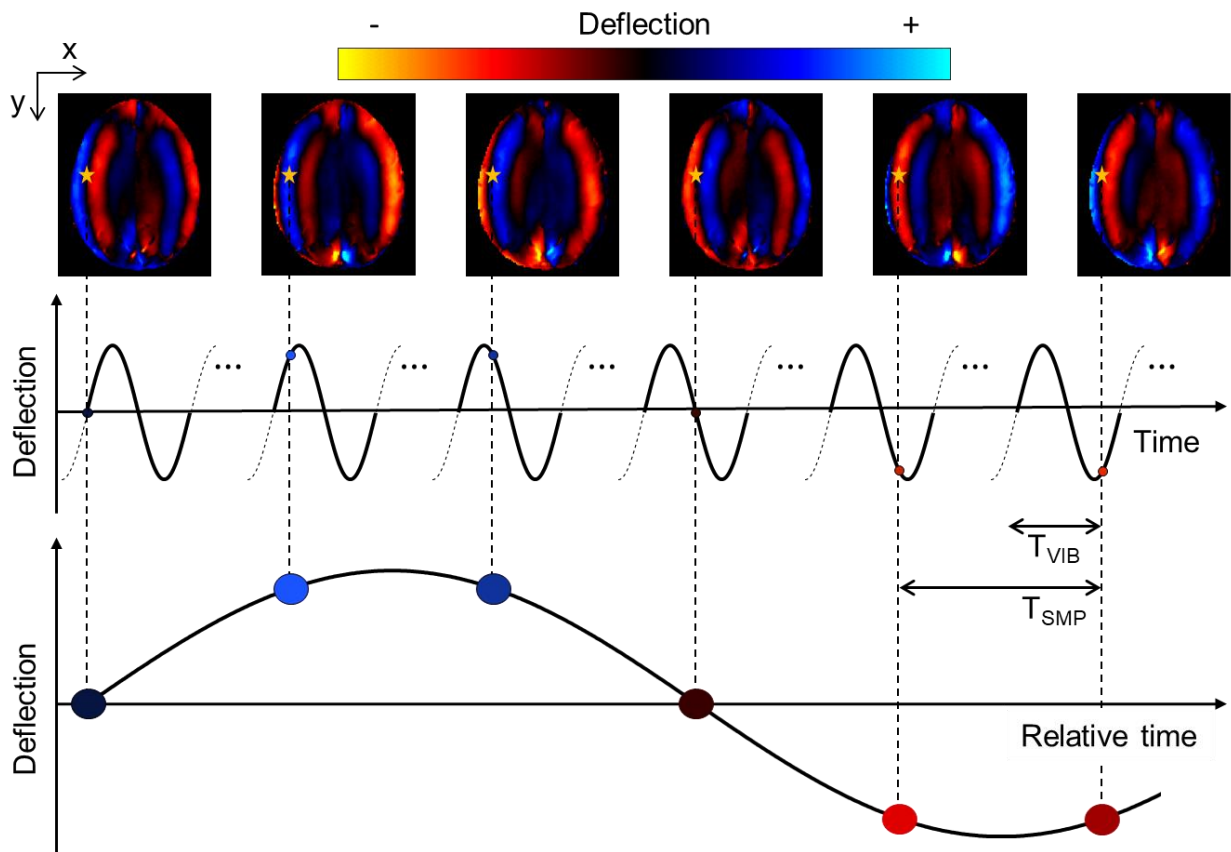 - Deflection +
x
y
Deflection
... ... ... ... ... ...
Time
T_VIB
T_SMP
Deflection
Relative time